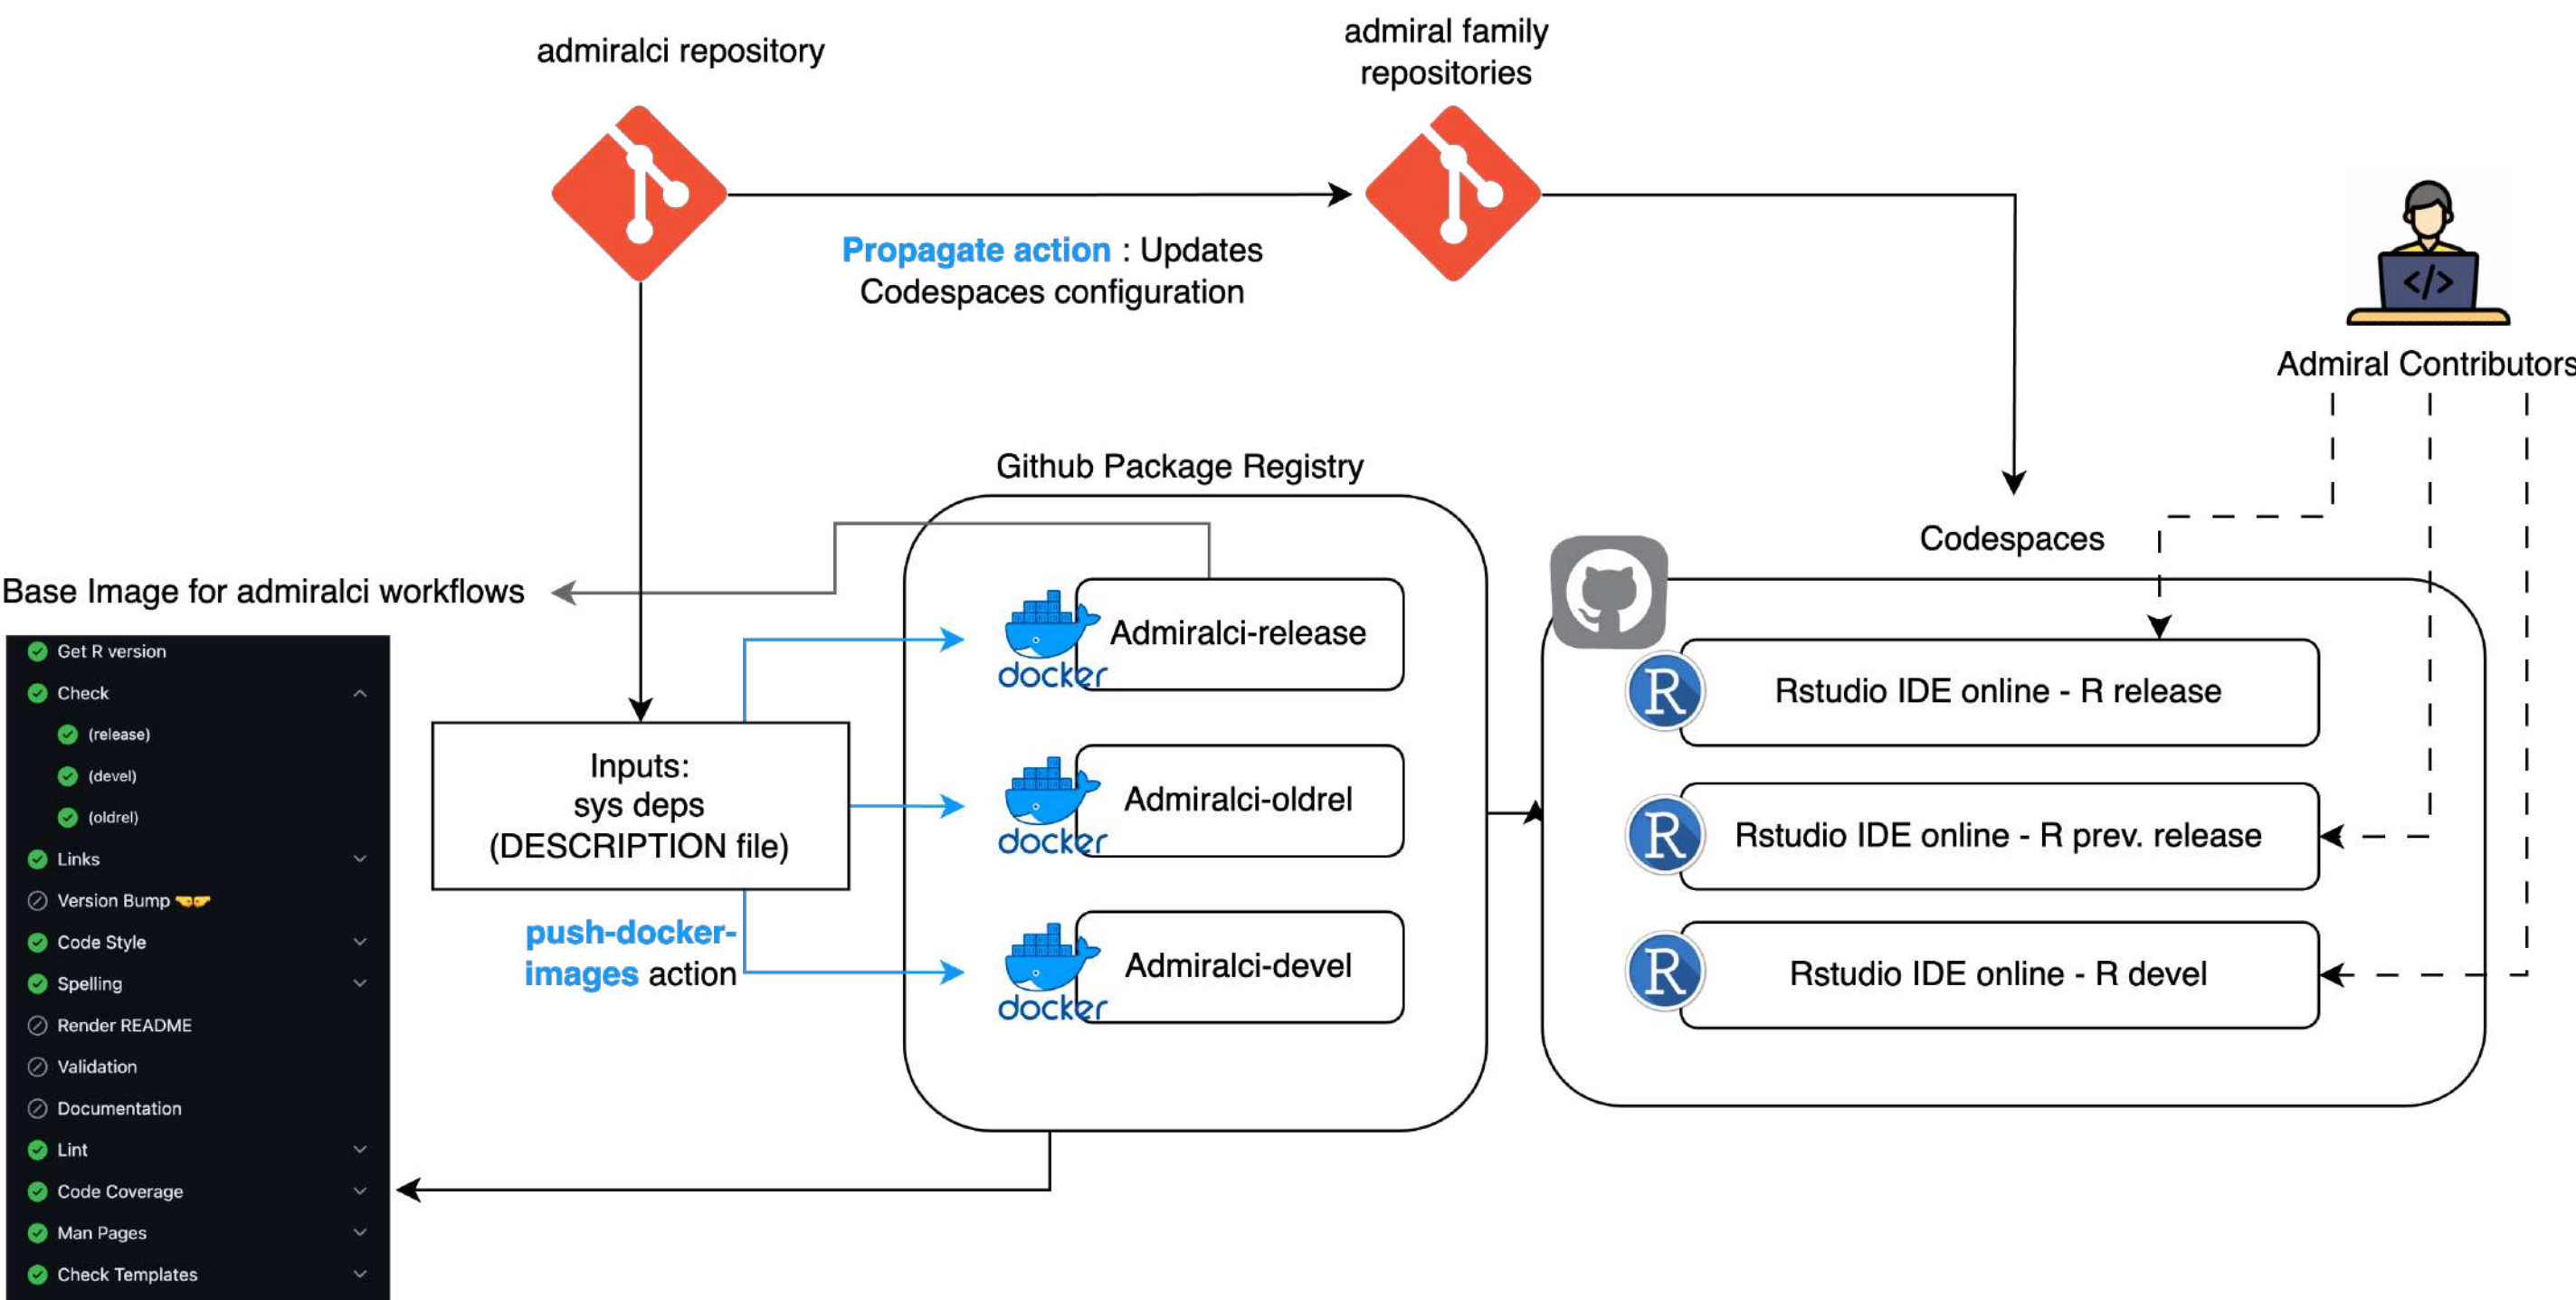 admiralci repository
admiral family
repositories
Propagate action : Updates
Codespaces configuration
</>
Admiral Contributors
Github Package Registry
Codespaces
Base Image for admiralci workflows
Get R version
Check
(release)
(devel)
(oldrel)
Links
Version Bump
Code Style
Spelling
Render README
Validation
Documentation
Lint
Code Coverage
Man Pages
Check Templates
Inputs:
sys deps
(DESCRIPTION file)
push-docker-
images action
docker
Admiralci-release
docker
Admiralci-oldrel
docker
Admiralci-devel
R
Rstudio IDE online - R release
R
Rstudio IDE online - R prev. release
R
Rstudio IDE online - R devel